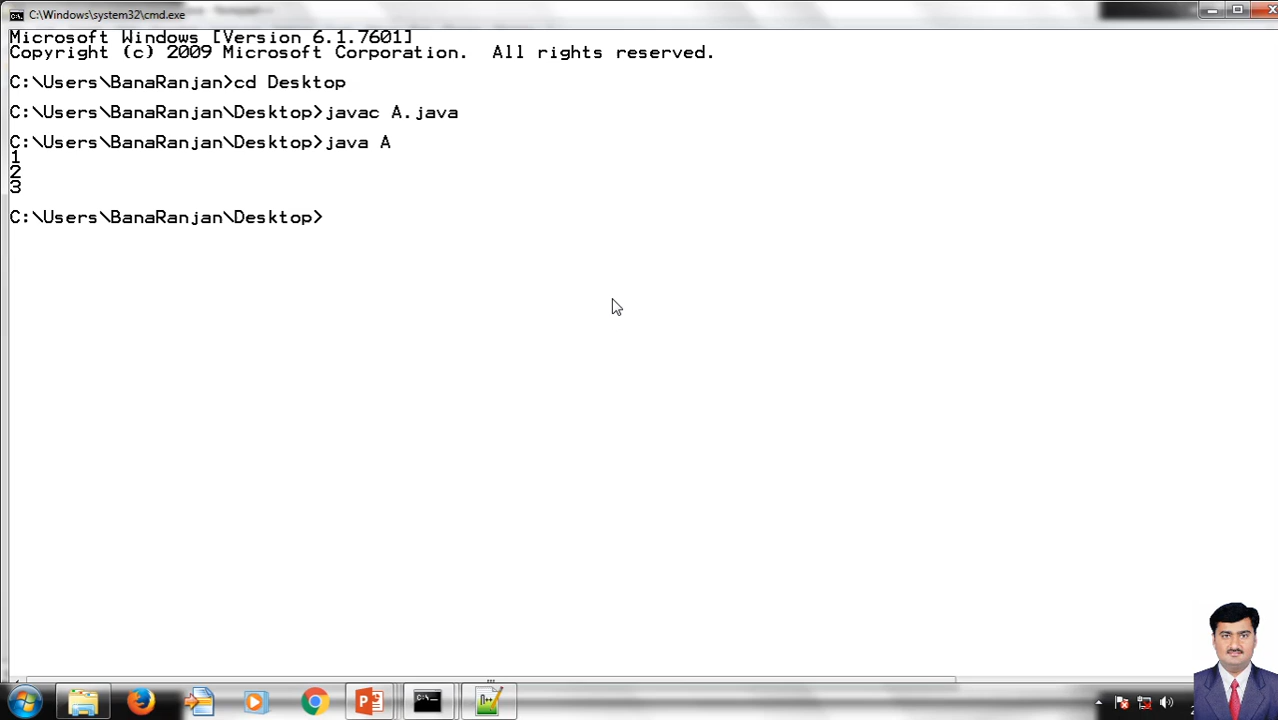 C:\Windows\system32\cmd.exe
Microsoft Windows [Version 6.1.7601]
Copyright (c) 2009 Microsoft Corporation.  All rights reserved.
C:\Users\BanaRanjan>cd Desktop
C:\Users\BanaRanjan\Desktop>javac A.java
C:\Users\BanaRanjan\Desktop>java A
1
2
3
C:\Users\BanaRanjan\Desktop>